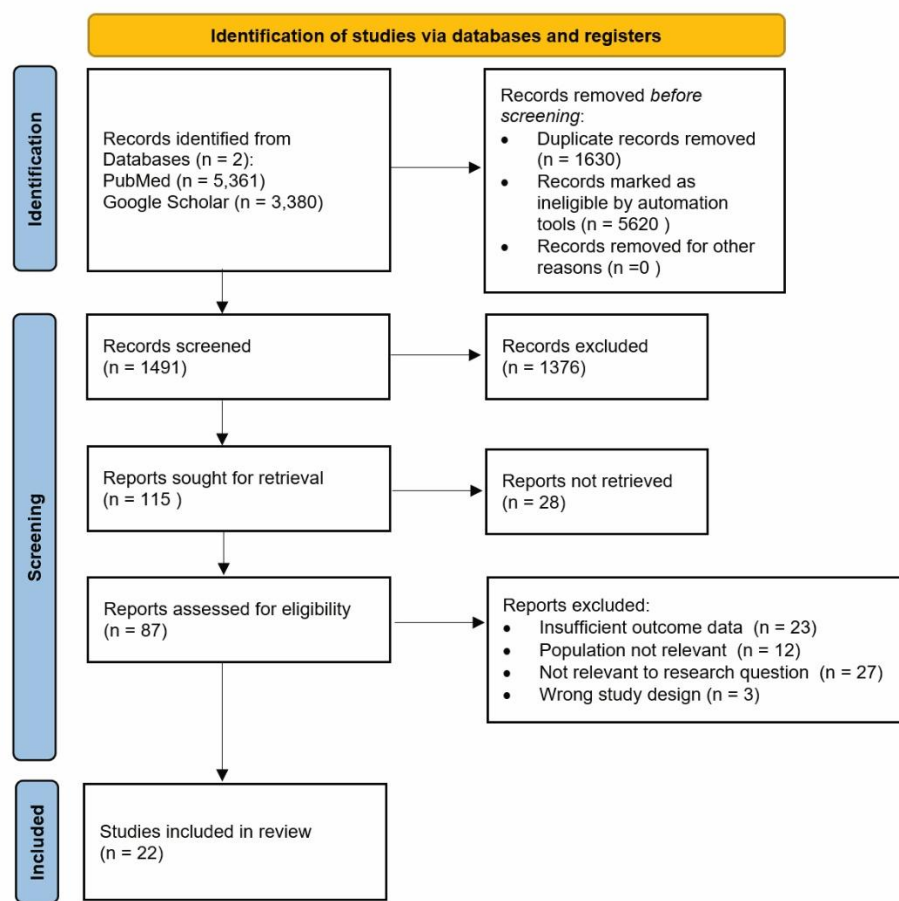 Identification of studies via databases and registers
Identification
Records identified from
Databases (n = 2):
PubMed (n = 5,361)
Google Scholar (n = 3,380)
Records removed before
screening:
• Duplicate records removed
(n = 1630)
• Records marked as
ineligible by automation
tools (n = 5620 )
• Records removed for other
reasons (n =0 )
Screening
Records screened
(n = 1491)
Records excluded
(n = 1376)
Reports sought for retrieval
(n = 115 )
Reports not retrieved
(n = 28)
Reports assessed for eligibility
(n = 87)
Reports excluded:
• Insufficient outcome data (n = 23)
• Population not relevant (n = 12)
• Not relevant to research question (n = 27)
• Wrong study design (n = 3)
Included
Studies included in review
(n = 22)